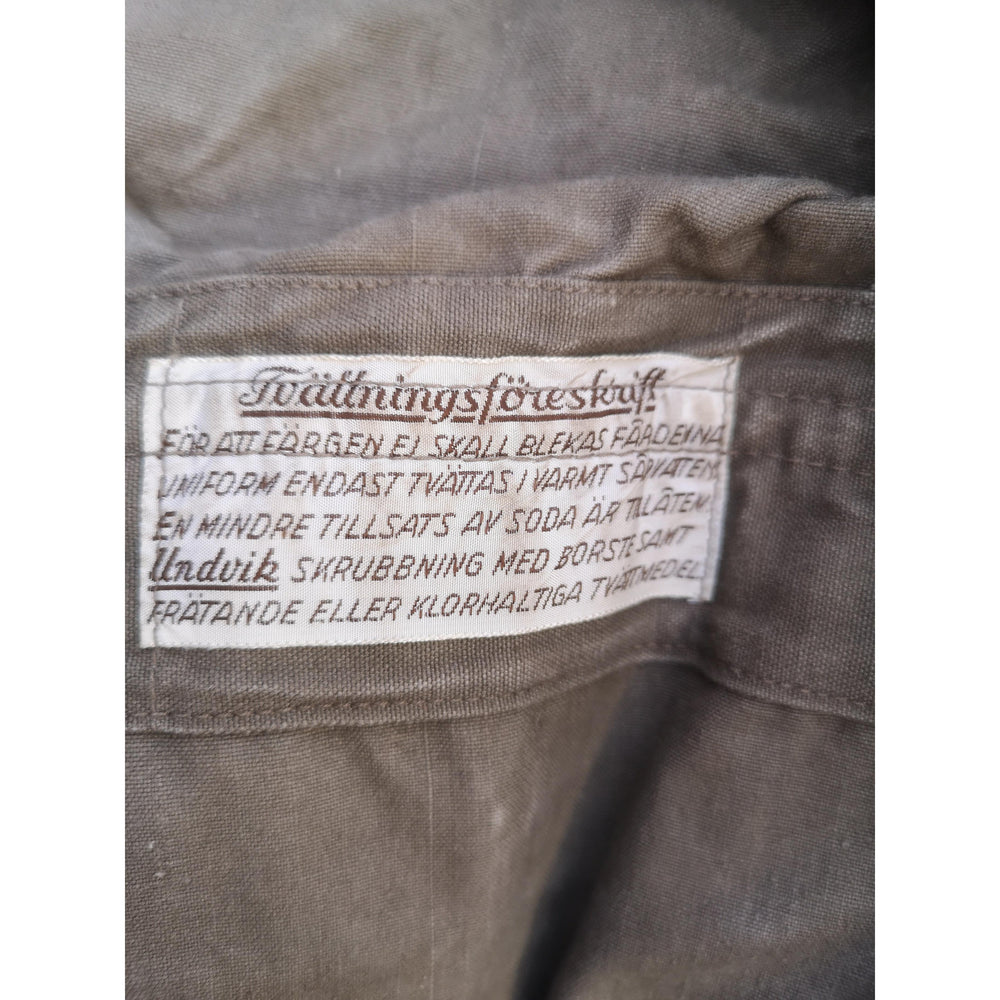 Tvättningsföreskrift
FÖR ATT FÄRGEN EJ SKALL BLEKAS FÅR DENNA
UNIFORM ENDAST TVÄTTAS I VARMT SÅPVATTEN.
EN MINDRE TILLSATS AV SODA ÄR TILLÅTEN.
Undvik SKRUBBNING MED BORSTE SAMT
FRÄTANDE ELLER KLORHALTIGA TVÄTTMEDEL.